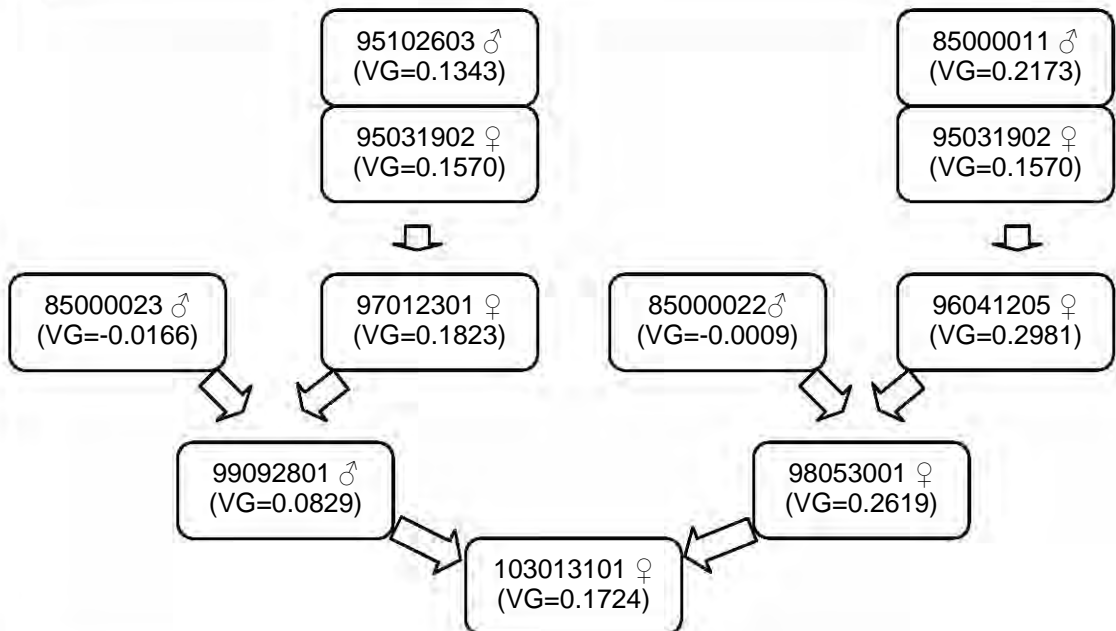 95102603 ♂
(VG=0.1343)
85000011 ♂
(VG=0.2173)
95031902 ♀
(VG=0.1570)
95031902 ♀
(VG=0.1570)
85000023 ♂
(VG=-0.0166)
97012301 ♀
(VG=0.1823)
85000022♂
(VG=-0.0009)
96041205 ♀
(VG=0.2981)
99092801 ♂
(VG=0.0829)
98053001 ♀
(VG=0.2619)
103013101 ♀
(VG=0.1724)